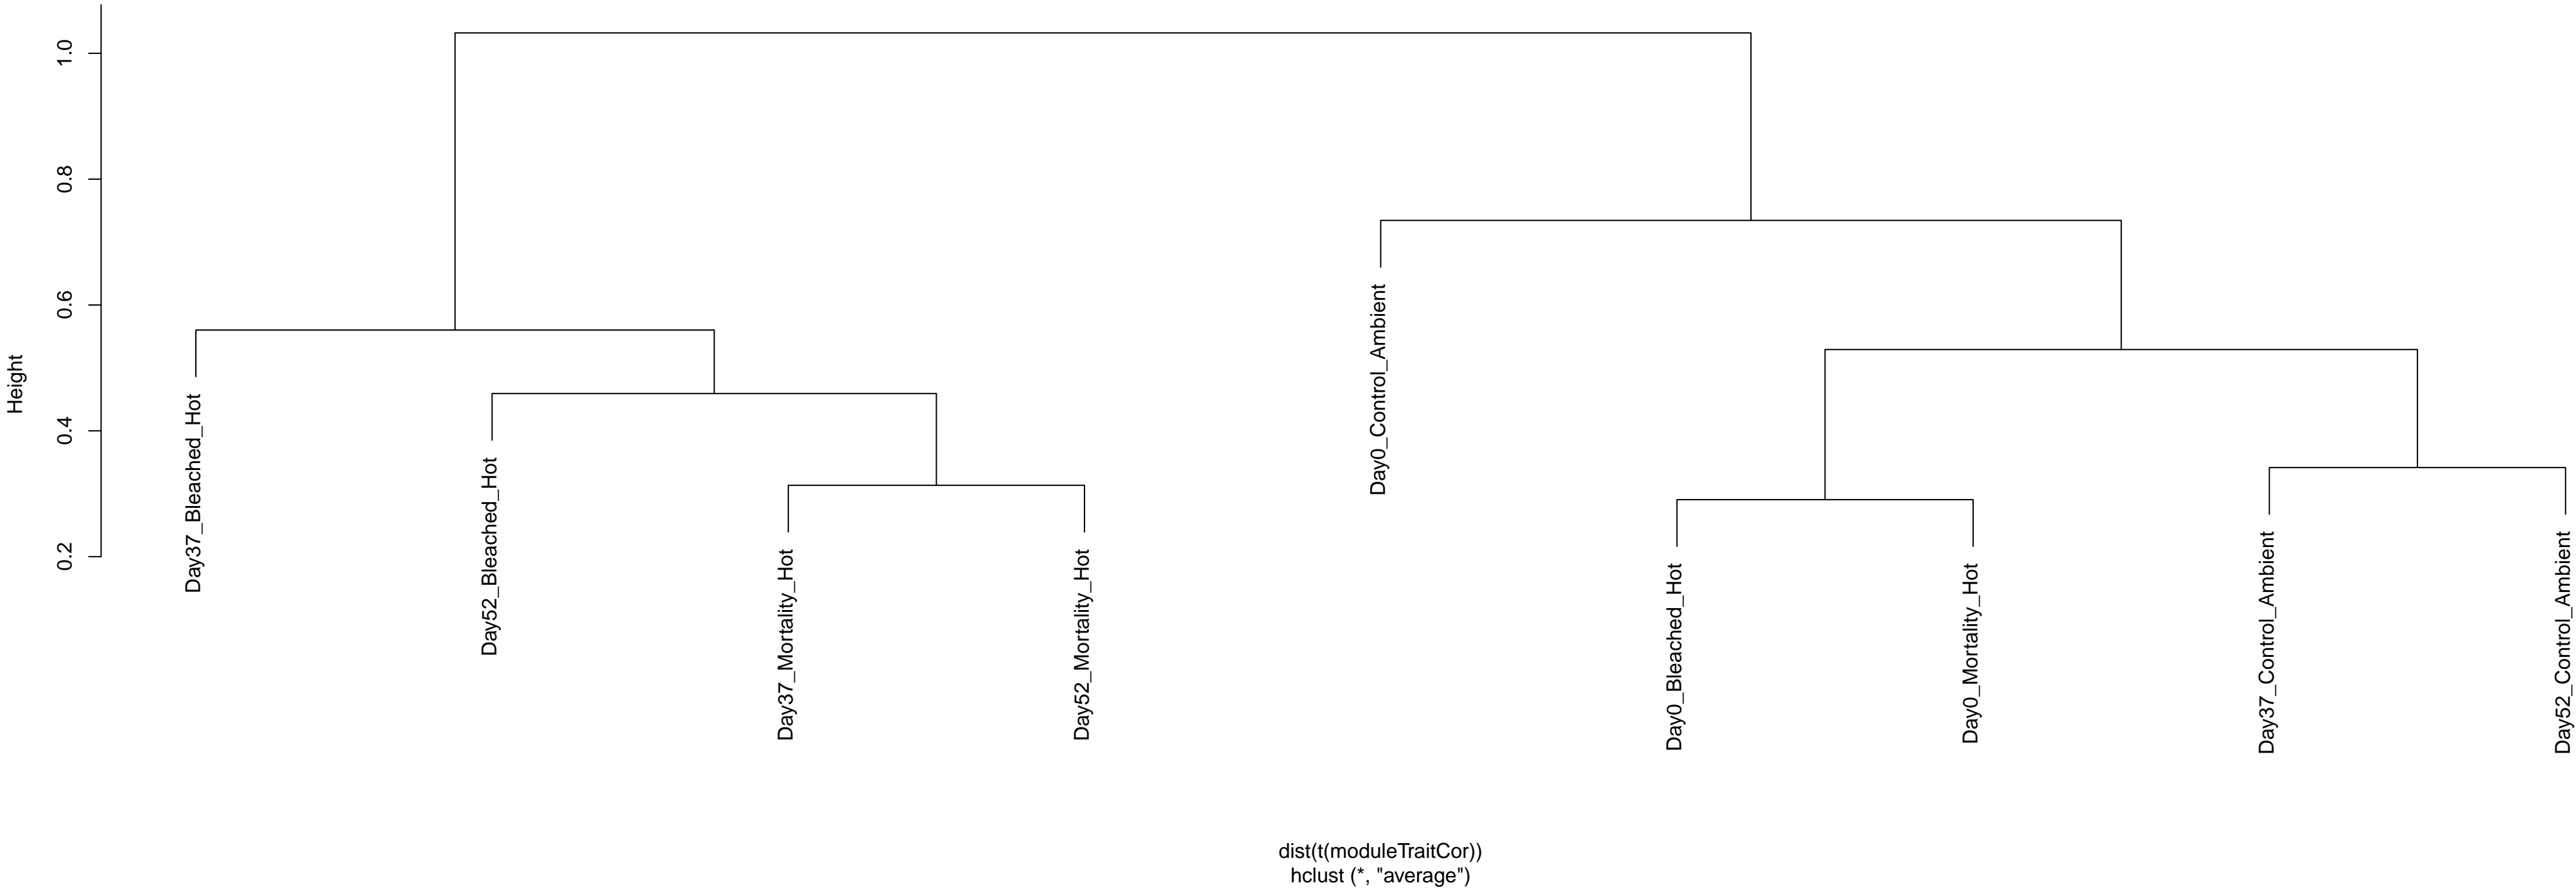 Height
1.0
0.8
0.6
0.4
0.2
Day37_Bleached_Hot
Day52_Bleached_Hot
Day37_Mortality_Hot
Day52_Mortality_Hot
Day0_Control_Ambient
Day0_Bleached_Hot
Day0_Mortality_Hot
Day37_Control_Ambient
Day52_Control_Ambient
dist(t(moduleTraitCor))
hclust (*, "average")